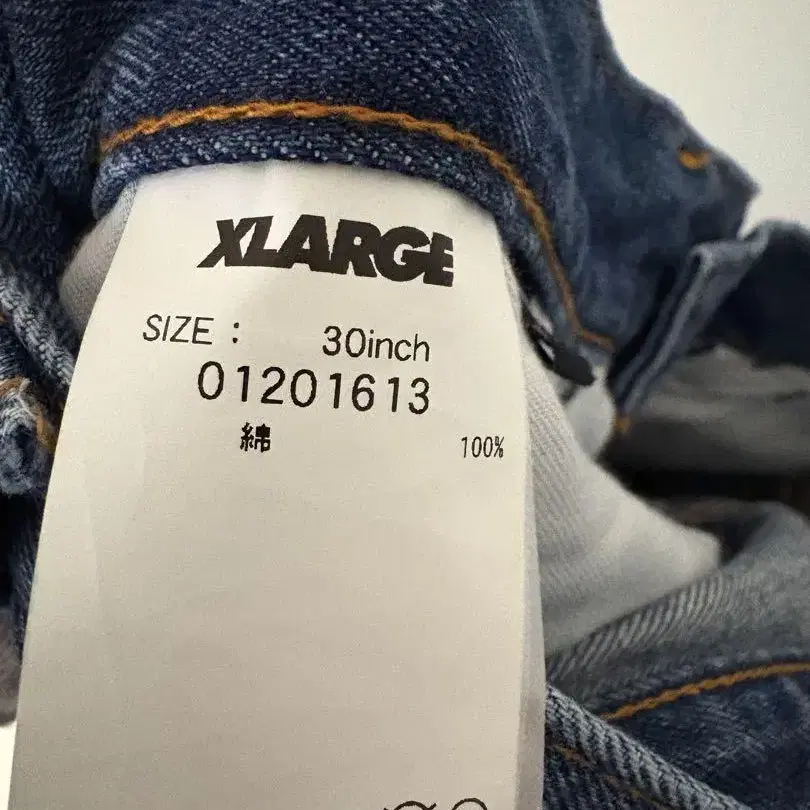 XLARGE
SIZE : 30inch
01201613
綿 100%